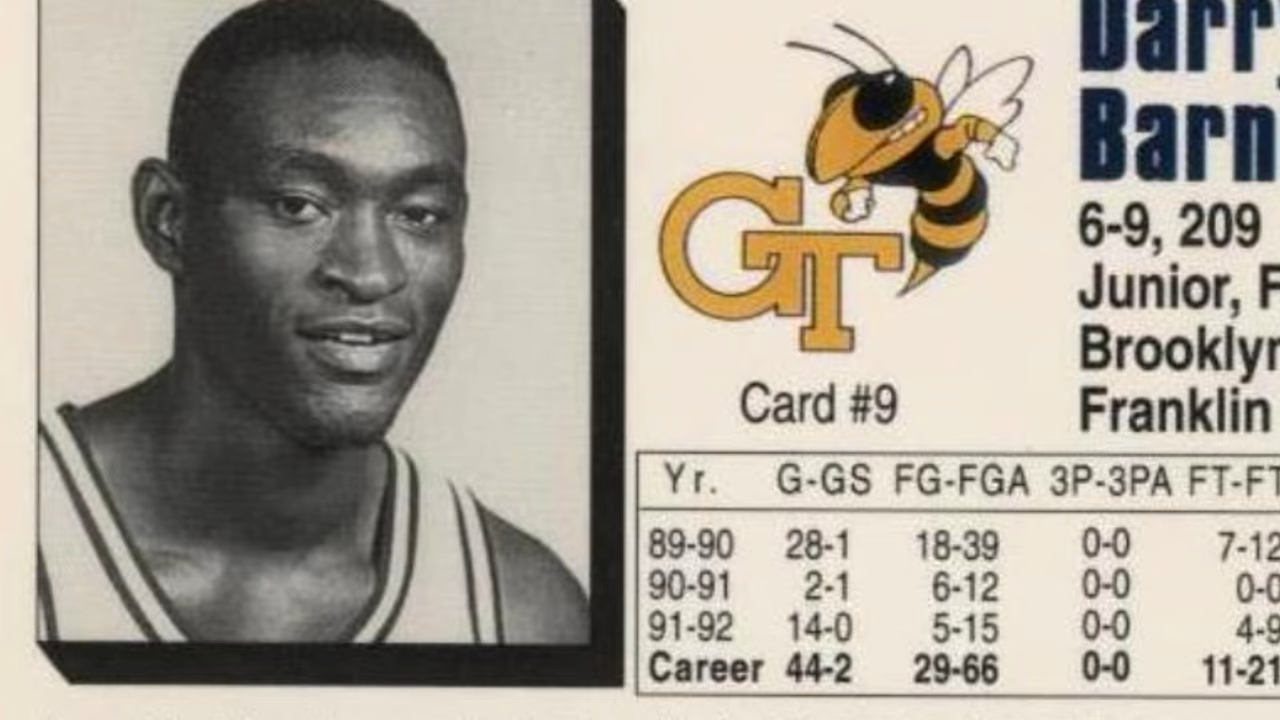 Darry
Barn
6-9, 209
Junior, F
Brooklyn
Franklin
GT
Card #9
Yr. G-GS FG-FGA 3P-3PA FT-FT
89-90 28-1 18-39 0-0 7-12
90-91 2-1 6-12 0-0 0-0
91-92 14-0 5-15 0-0 4-9
Career 44-2 29-66 0-0 11-21